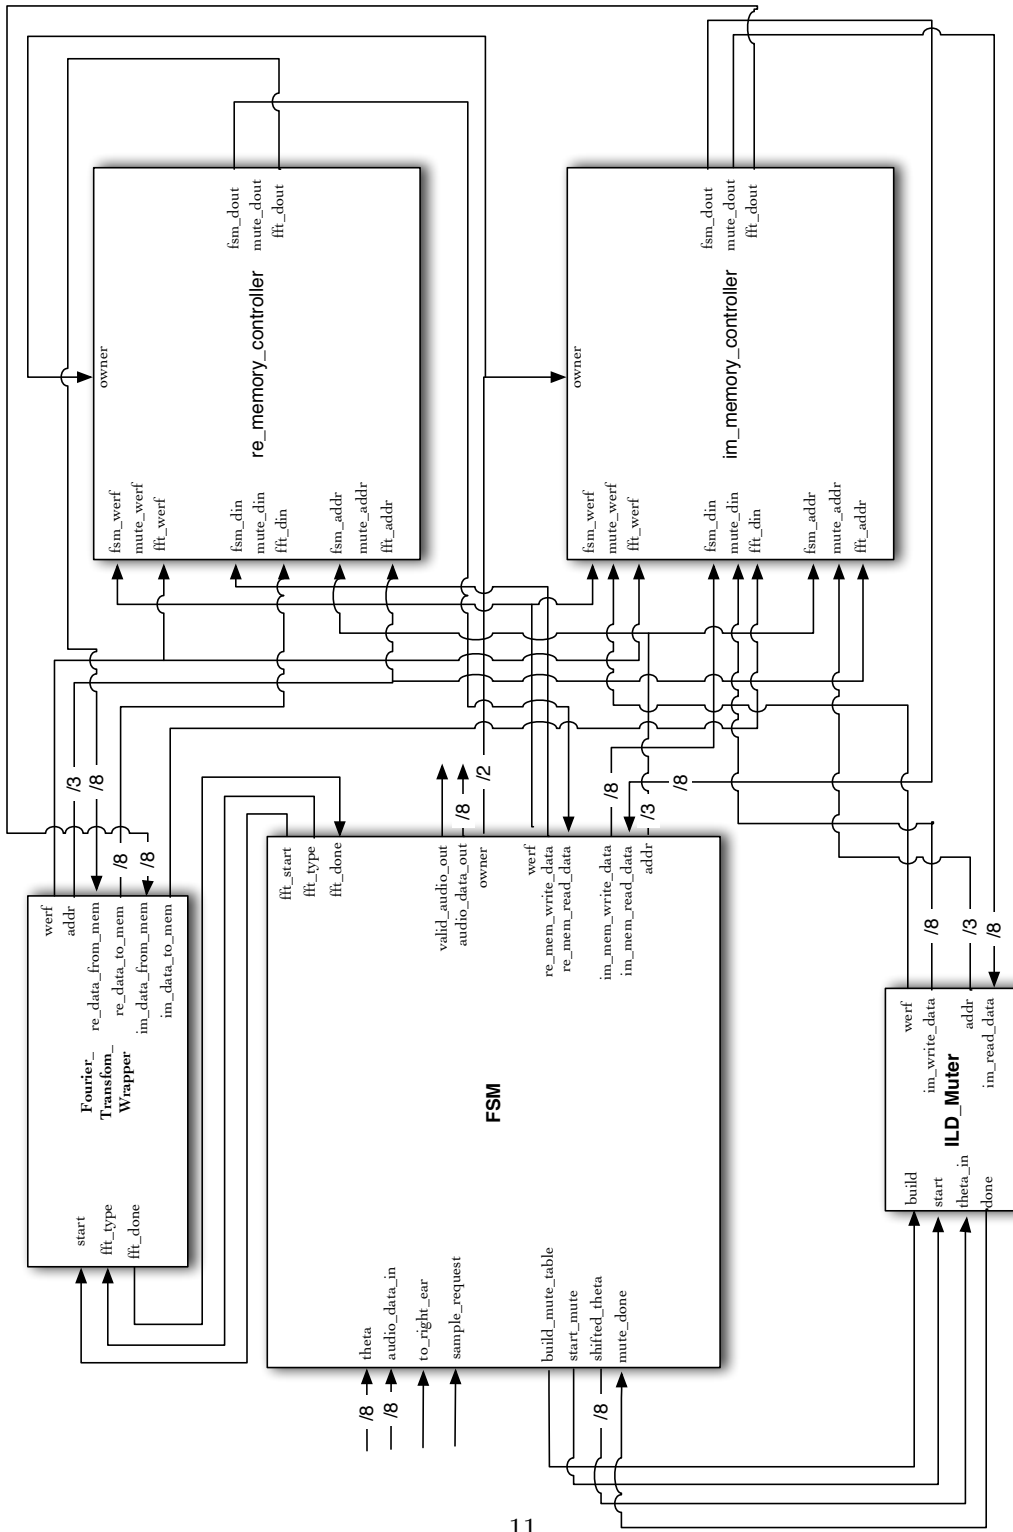 re_memory_controller
owner
fsm_werf
mute_werf
fft_werf
fsm_din
mute_din
fft_din
fsm_addr
mute_addr
fft_addr
fsm_dout
mute_dout
fft_dout
im_memory_controller
owner
fsm_werf
mute_werf
fft_werf
fsm_din
mute_din
fft_din
fsm_addr
mute_addr
fft_addr
fsm_dout
mute_dout
fft_dout
Fourier_
Transfom_
Wrapper
werf
addr
re_data_from_mem
re_data_to_mem
im_data_from_mem
im_data_to_mem
start
fft_type
fft_done
/3
/8
/8
/8
FSM
fft_start
fft_type
fft_done
valid_audio_out
audio_data_out
owner
werf
re_mem_write_data
re_mem_read_data
im_mem_write_data
im_mem_read_data
addr
/8
/2
/8
/3
/8
theta
audio_data_in
to_right_ear
sample_request
build_mute_table
start_mute
shifted_theta
mute_done
/8
/8
/8
ILD_Muter
werf
im_write_data
addr
im_read_data
/8
/3
/8
build
start
theta_in
done
11